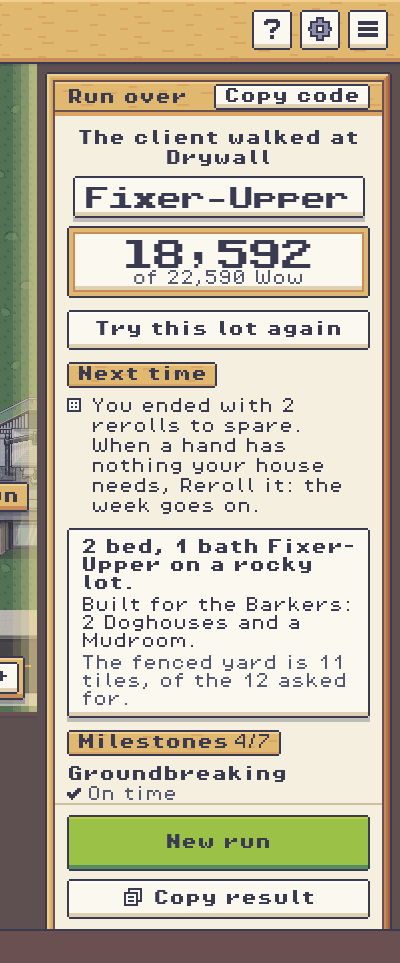 ?
Run over
Copy code
The client walked at
Drywall
Fixer-Upper
18,592
of 22,590 Wow
Try this lot again
Next time
You ended with 2
rerolls to spare.
When a hand has
nothing your house
needs, Reroll it: the
week goes on.
2 bed, 1 bath Fixer-
Upper on a rocky
lot.
Built for the Barkers:
2 Doghouses and a
Mudroom.
The fenced yard is 11
tiles, of the 12 asked
for.
Milestones 4/7
Groundbreaking
On time
New run
Copy result